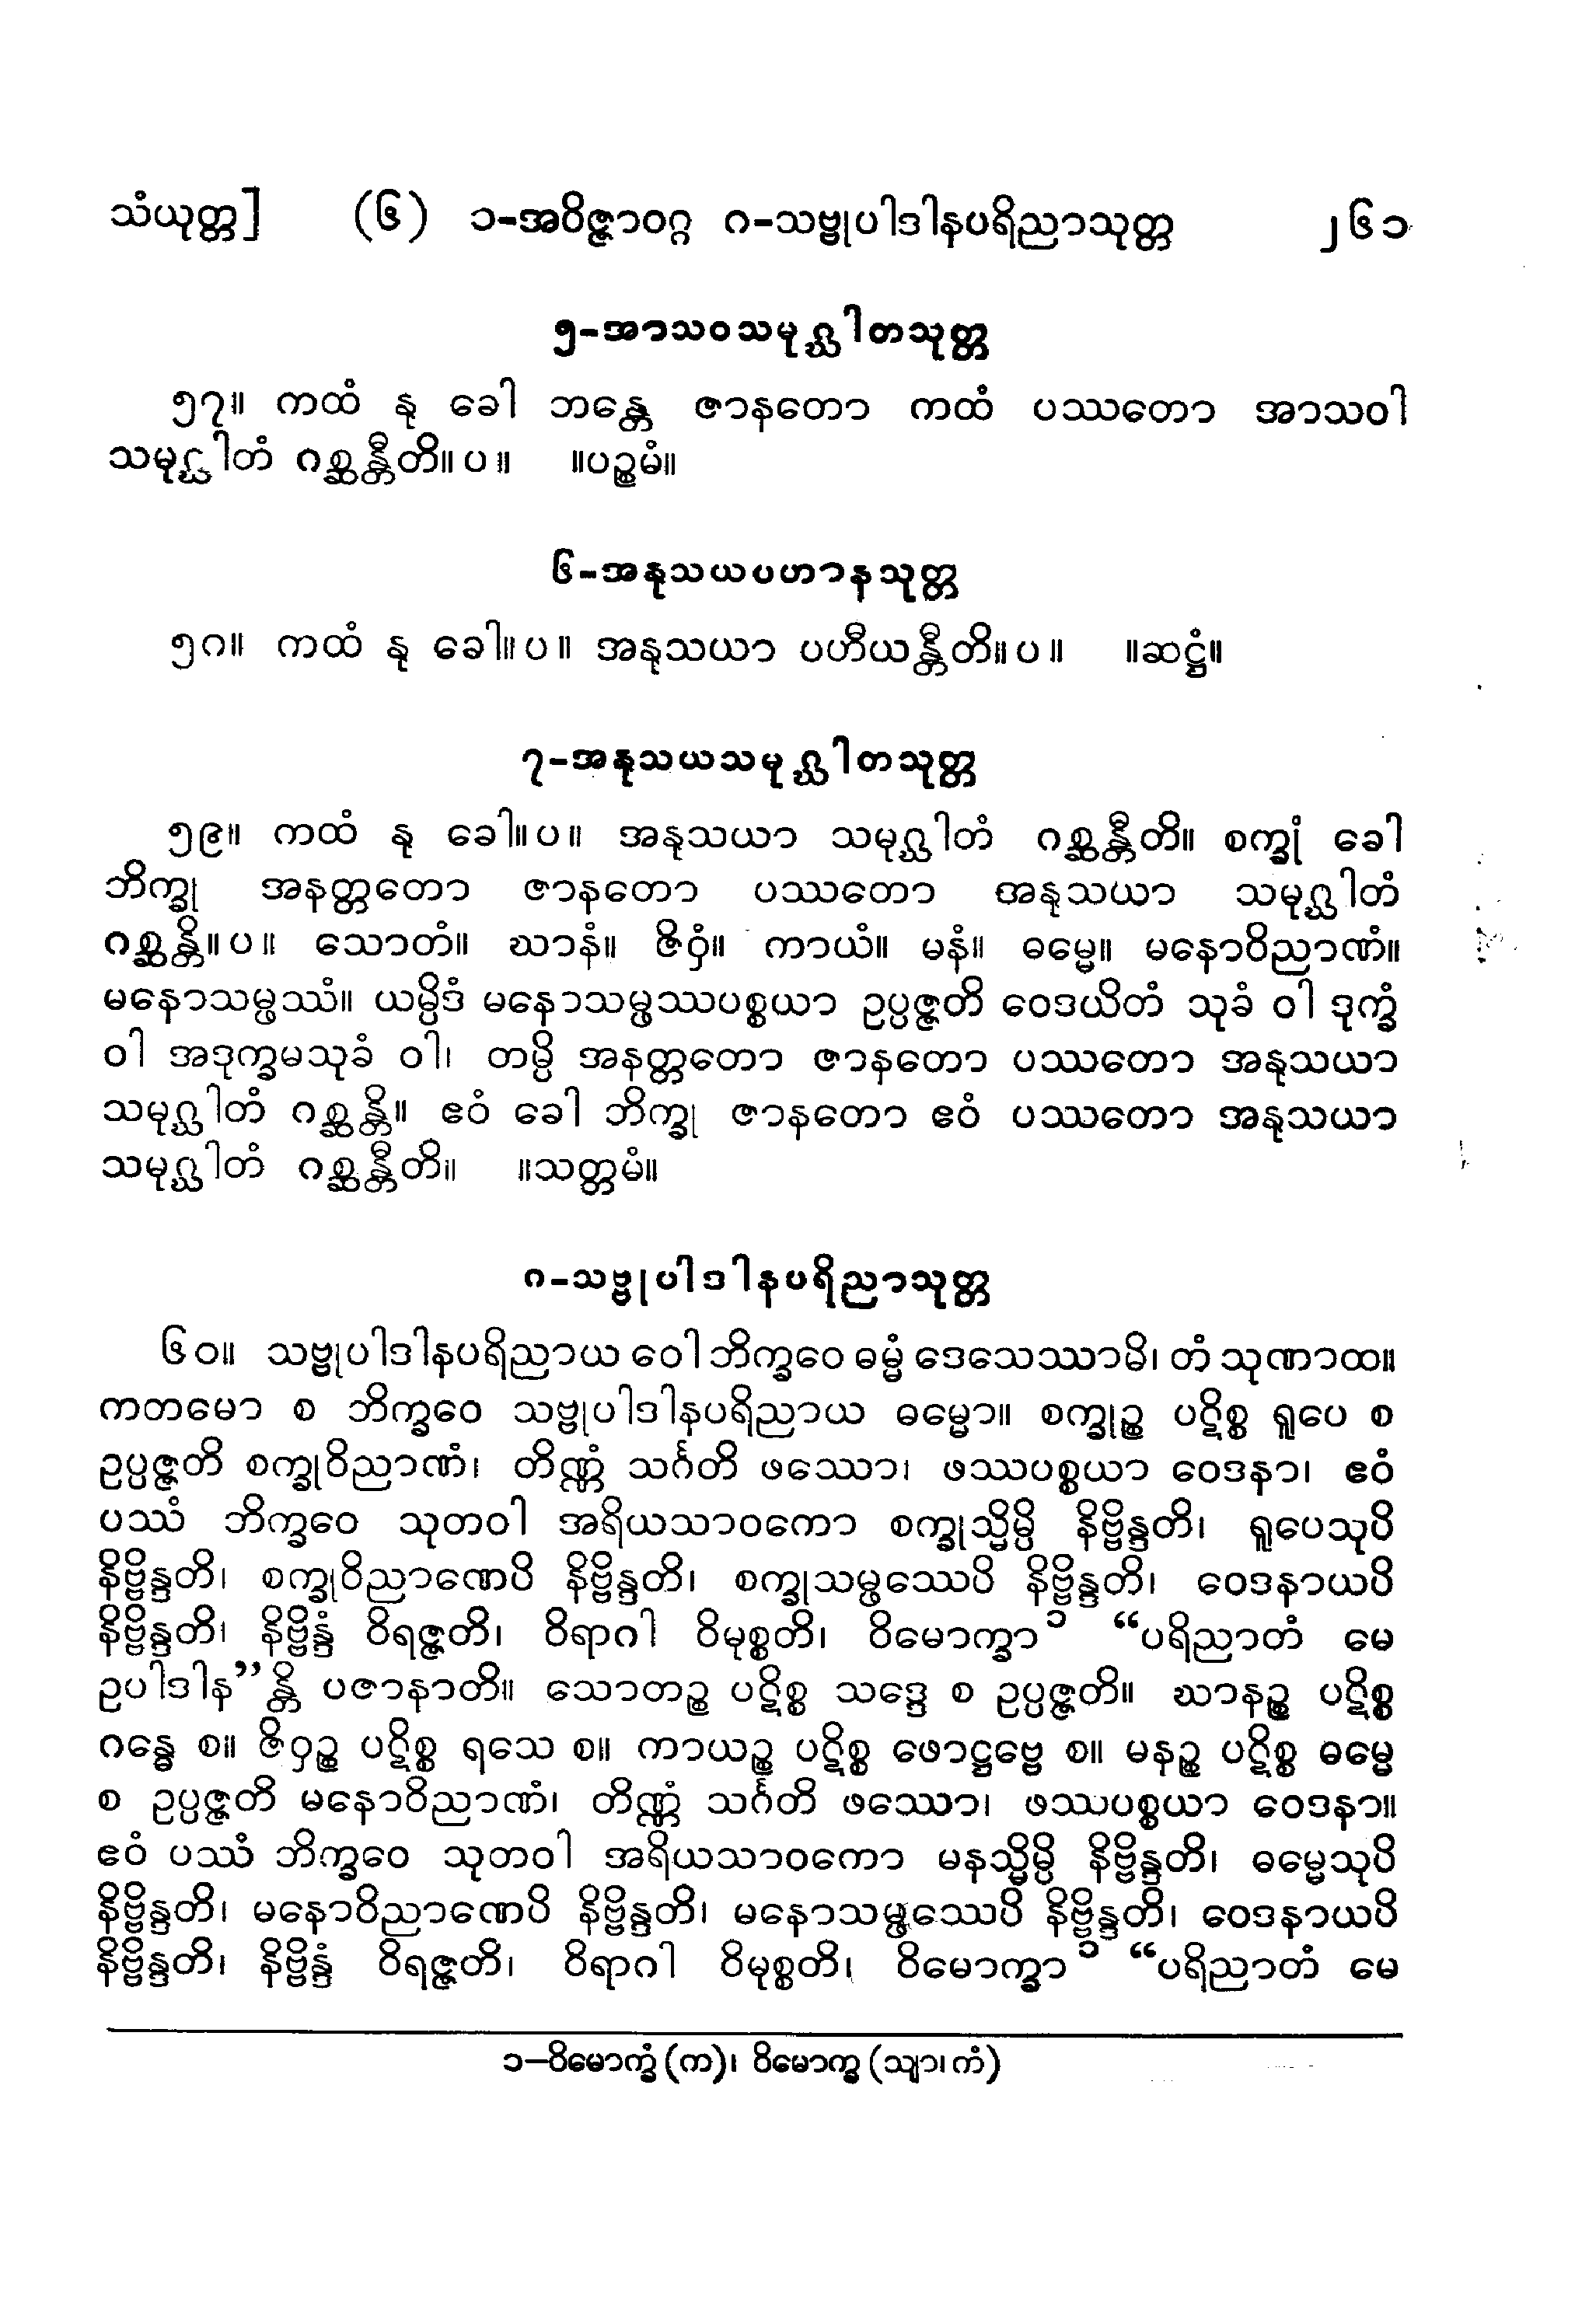 သံယုတ္တ] (၆) ၁-အဝိဇ္ဇာဝဂ္ဂ ၈-သဗ္ဗုပါဒါနပရိညာသုတ္တ ၂၆၁
၅-အာသဝသမုဂ္ဃါတသုတ္တ
၅၇။ ကထံ နု ခေါ ဘန္တေ ဇာနတော ကထံ ပဿတော အာသဝါ
သမုဂ္ဃါတံ ဂစ္ဆန္တီတိ။ပ။ ။ပဉ္စမံ။
၆-အနုသယပဟာနသုတ္တ
၅၈။ ကထံ နု ခေါ။ပ။ အနုသယာ ပဟီယန္တီတိ။ပ။ ။ဆဋ္ဌံ။
၇-အနုသယသမုဂ္ဃါတသုတ္တ
၅၉။ ကထံ နု ခေါ။ပ။ အနုသယာ သမုဂ္ဃါတံ ဂစ္ဆန္တီတိ။ စက္ခုံ ခေါ
ဘိက္ခု အနတ္တတော ဇာနတော ပဿတော အနုသယာ သမုဂ္ဃါတံ
ဂစ္ဆန္တိ။ပ။ သောတံ။ ဃာနံ။ ဇိဝှံ။ ကာယံ။ မနံ။ ဓမ္မေ။ မနောဝိညာဏံ။
မနောသမ္ဖဿံ။ ယမ္ပိဒံ မနောသမ္ဖဿပစ္စယာ ဥပ္ပဇ္ဇတိ ဝေဒယိတံ သုခံ ဝါ ဒုက္ခံ
ဝါ အဒုက္ခမသုခံ ဝါ၊ တမ္ပိ အနတ္တတော ဇာနတော ပဿတော အနုသယာ
သမုဂ္ဃါတံ ဂစ္ဆန္တိ။ ဧဝံ ခေါ ဘိက္ခု ဇာနတော ဧဝံ ပဿတော အနုသယာ
သမုဂ္ဃါတံ ဂစ္ဆန္တီတိ။ ။သတ္တမံ။
၈-သဗ္ဗုပါဒါနပရိညာသုတ္တ
၆၀။ သဗ္ဗုပါဒါနပရိညာယ ဝေါ ဘိက္ခဝေ ဓမ္မံ ဒေသေဿာမိ၊ တံ သုဏာထ။
ကတမော စ ဘိက္ခဝေ သဗ္ဗုပါဒါနပရိညာယ ဓမ္မော။ စက္ခုဉ္စ ပဋိစ္စ ရူပေ စ
ဥပ္ပဇ္ဇတိ စက္ခုဝိညာဏံ၊ တိဏ္ဏံ သင်္ဂတိ ဖဿော၊ ဖဿပစ္စယာ ဝေဒနာ၊ ဧဝံ
ပဿံ ဘိက္ခဝေ သုတဝါ အရိယသာဝကော စက္ခုသ္မိမ္ပိ နိဗ္ဗိန္ဒတိ၊ ရူပေသုပိ
နိဗ္ဗိန္ဒတိ၊ စက္ခုဝိညာဏေပိ နိဗ္ဗိန္ဒတိ၊ စက္ခုသမ္ဖဿေပိ နိဗ္ဗိန္ဒတိ၊ ဝေဒနာယပိ
နိဗ္ဗိန္ဒတိ၊ နိဗ္ဗိန္ဒံ ဝိရဇ္ဇတိ၊ ဝိရာဂါ ဝိမုစ္စတိ၊ ဝိမောက္ခာ ၁ “ပရိညာတံ မေ
ဥပါဒါန”န္တိ ပဇာနာတိ။ သောတဉ္စ ပဋိစ္စ သဒ္ဒေ စ ဥပ္ပဇ္ဇတိ။ ဃာနဉ္စ ပဋိစ္စ
ဂန္ဓေ စ။ ဇိဝှဉ္စ ပဋိစ္စ ရသေ စ။ ကာယဉ္စ ပဋိစ္စ ဖောဋ္ဌဗ္ဗေ စ။ မနဉ္စ ပဋိစ္စ ဓမ္မေ
စ ဥပ္ပဇ္ဇတိ မနောဝိညာဏံ၊ တိဏ္ဏံ သင်္ဂတိ ဖဿော၊ ဖဿပစ္စယာ ဝေဒနာ။
ဧဝံ ပဿံ ဘိက္ခဝေ သုတဝါ အရိယသာဝကော မနသ္မိမ္ပိ နိဗ္ဗိန္ဒတိ၊ ဓမ္မေသုပိ
နိဗ္ဗိန္ဒတိ၊ မနောဝိညာဏေပိ နိဗ္ဗိန္ဒတိ၊ မနောသမ္ဖဿေပိ နိဗ္ဗိန္ဒတိ၊ ဝေဒနာယပိ
နိဗ္ဗိန္ဒတိ၊ နိဗ္ဗိန္ဒံ ဝိရဇ္ဇတိ၊ ဝိရာဂါ ဝိမုစ္စတိ၊ ဝိမောက္ခာ ၁ “ပရိညာတံ မေ
၁-ဝိမောက္ခံ (က)၊ ဝိမောက္ခ (သျာ၊ ကံ)